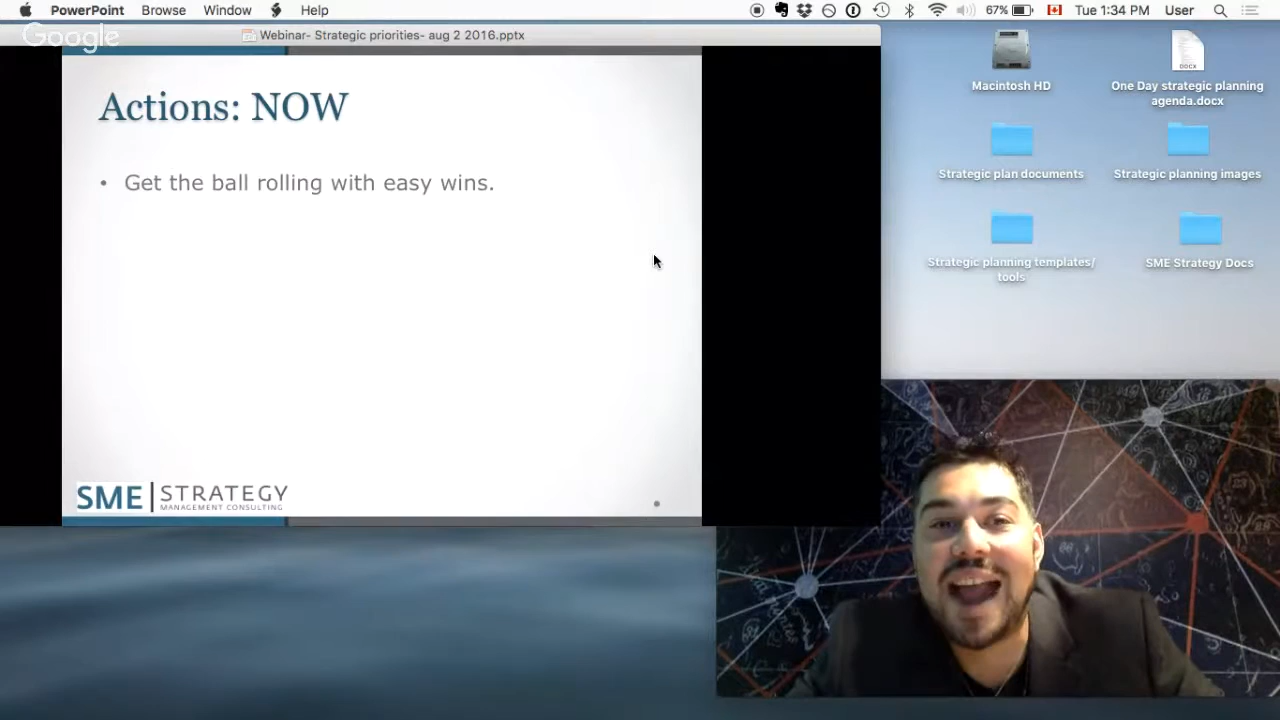 PowerPoint Browse Window Help
67% Tue 1:34 PM User
Google
Webinar- Strategic priorities- aug 2 2016.pptx
Actions: NOW
• Get the ball rolling with easy wins.
SME | STRATEGY
MANAGEMENT CONSULTING
Macintosh HD
DOCX
One Day strategic planning
agenda.docx
Strategic plan documents
Strategic planning images
Strategic planning templates/
tools
SME Strategy Docs